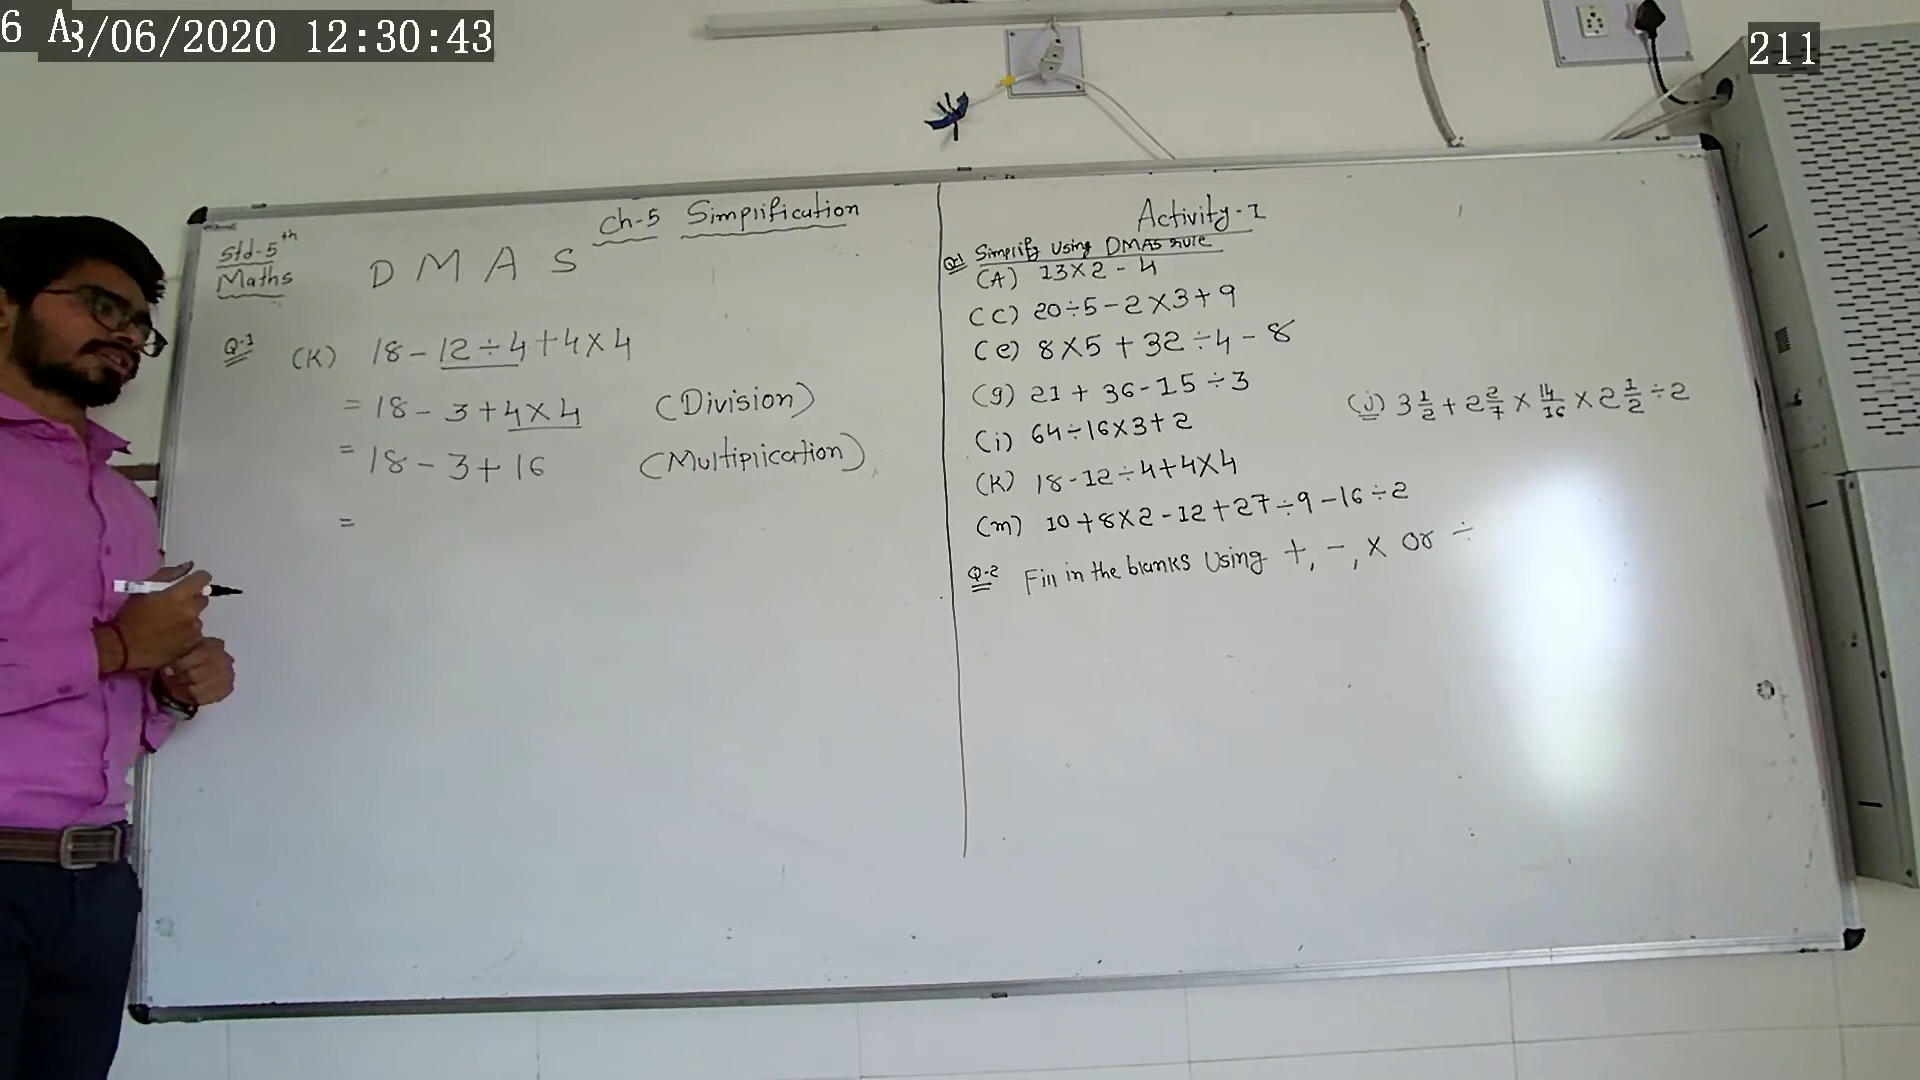 6 A
3/06/2020 12:30:43
211
Std-5th
Maths
Ch-5 Simplification
D M A S
Q-1 (K) 18-12÷4+4×4
= 18-3+4×4 (Division)
= 18-3+16 (Multiplication)
=
Activity-1
Q-1 Simplify Using DMAS rule
(A) 13×2-4
(C) 20÷5-2×3+9
(e) 8×5+32÷4-8
(g) 21+36-15÷3
(i) 64÷16×3+2
(j) 3 1/2 + 2 2/7 × 14/16 × 2 1/2 ÷ 2
(K) 18-12÷4+4×4
(m) 10+8×2-12+27÷9-16÷2
Q-2 Fill in the blanks Using +, -, × or ÷